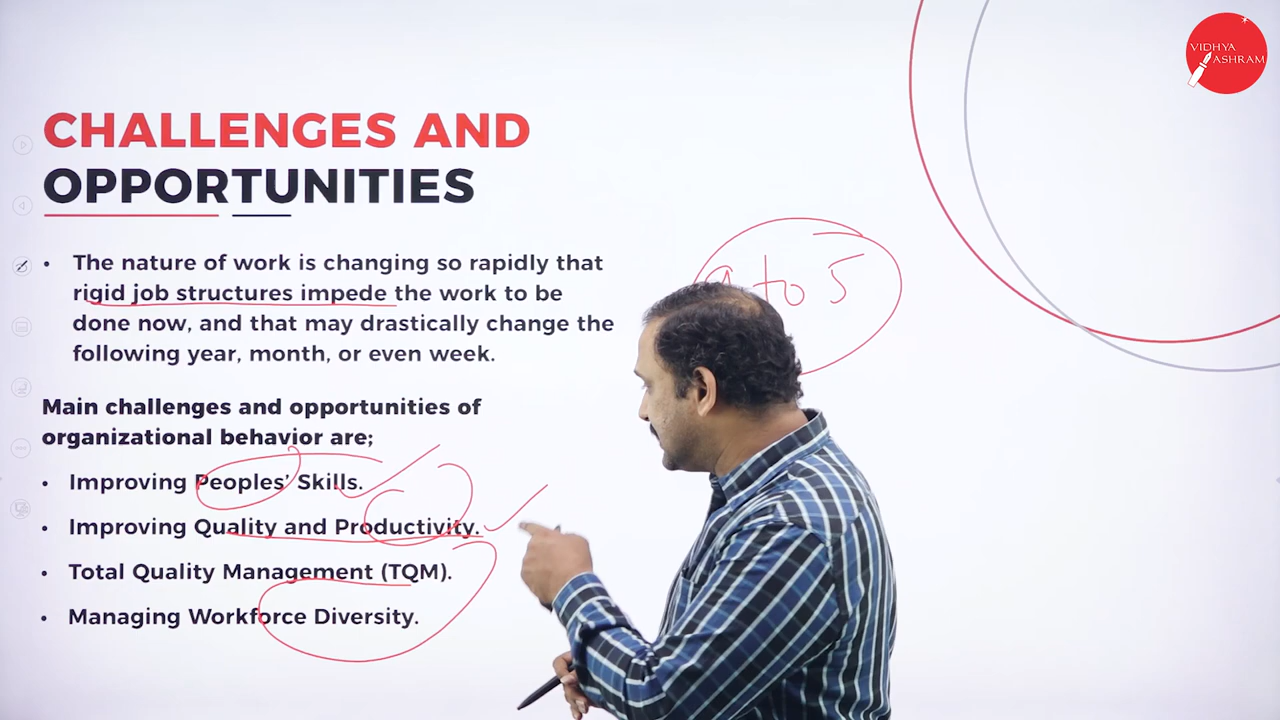 VIDHYA
ASHRAM
CHALLENGES AND
OPPORTUNITIES
• The nature of work is changing so rapidly that
rigid job structures impede the work to be
done now, and that may drastically change the
following year, month, or even week.
Main challenges and opportunities of
organizational behavior are;
• Improving Peoples’ Skills.
• Improving Quality and Productivity.
• Total Quality Management (TQM).
• Managing Workforce Diversity.
to 5